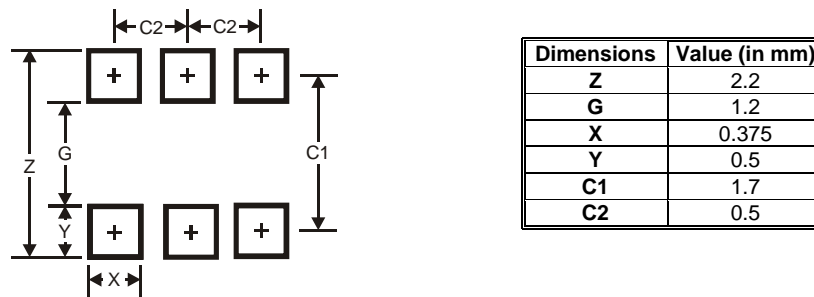 C2 C2
Z
G
Y
X
C1
Dimensions Value (in mm)
Z 2.2
G 1.2
X 0.375
Y 0.5
C1 1.7
C2 0.5